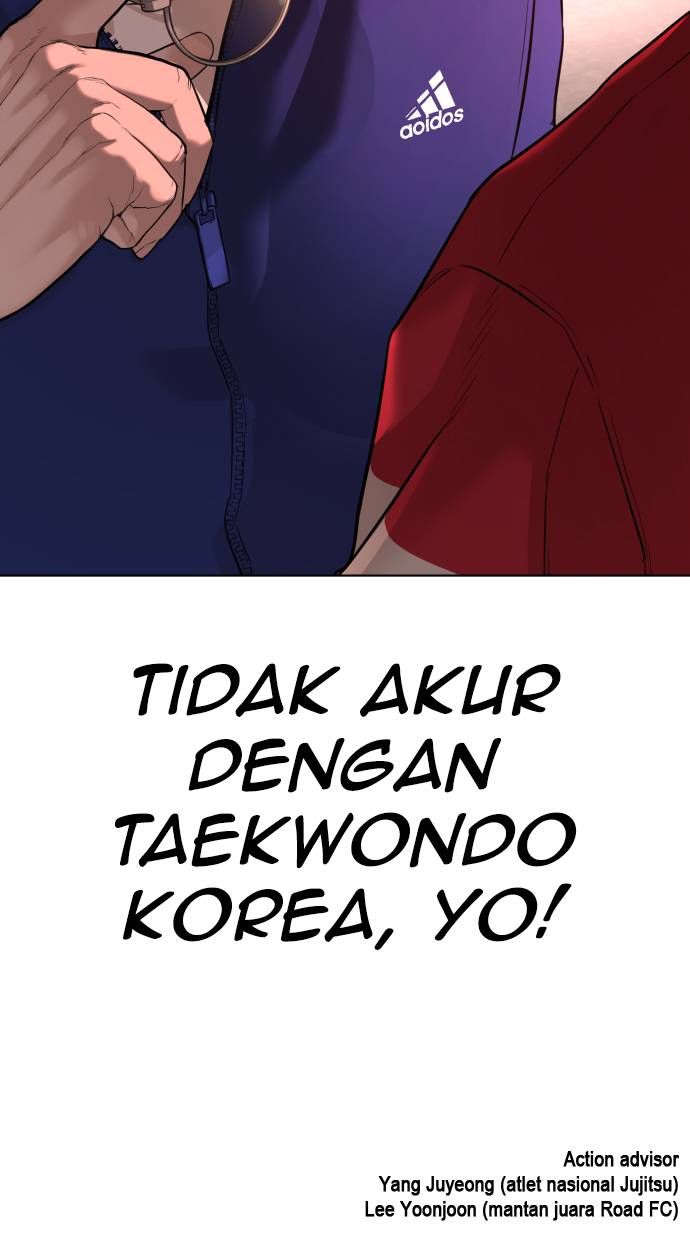 aoidos
TIDAK AKUR
DENGAN
TAEKWONDO
KOREA, YO!
Action advisor
Yang Juyeong (atlet nasional Jujitsu)
Lee Yoonjoon (mantan juara Road FC)